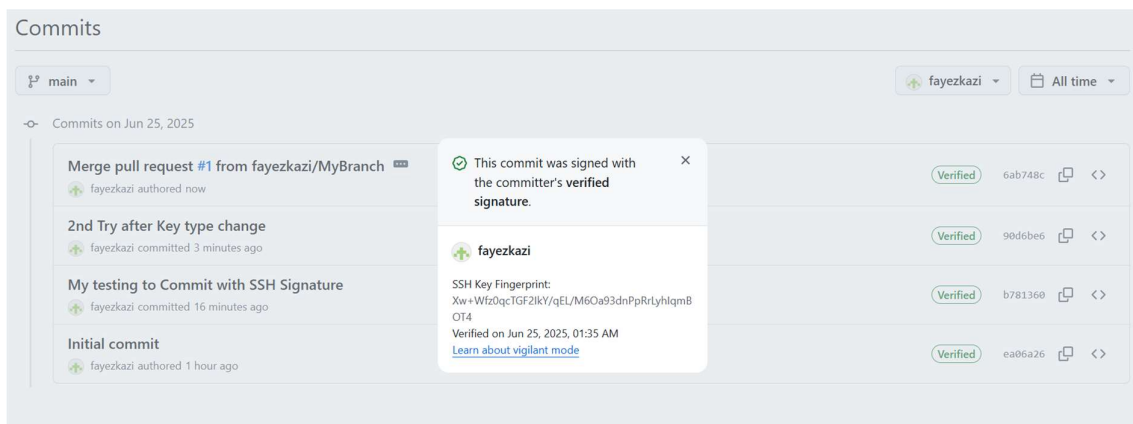 Commits
main
fayezkazi
All time
Commits on Jun 25, 2025
Merge pull request #1 from fayezkazi/MyBranch
fayezkazi authored now
Verified 6ab748c
2nd Try after Key type change
fayezkazi committed 3 minutes ago
Verified 90d6be6
My testing to Commit with SSH Signature
fayezkazi committed 16 minutes ago
Verified b781360
Initial commit
fayezkazi authored 1 hour ago
Verified ea06a26
This commit was signed with
the committer's verified
signature.
fayezkazi
SSH Key Fingerprint:
Xw+Wfz0qcTGF2IkY/qEL/M6Oa93dnPpRrLyhlqmB
OT4
Verified on Jun 25, 2025, 01:35 AM
Learn about vigilant mode